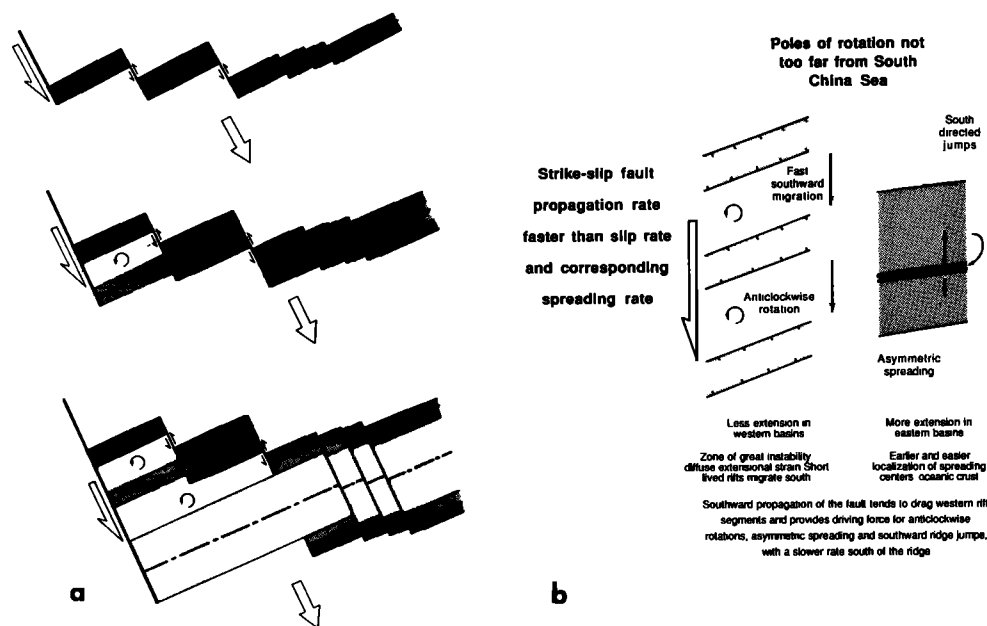 Poles of rotation not
too far from South
China Sea
South
directed
jumps
Strike-slip fault
propagation rate
faster than slip rate
and corresponding
spreading rate
Fast
southward
migration
Anticlockwise
rotation
Asymmetric
spreading
Less extension in
western basins
More extension in
eastern basins
Zone of great instability
diffuse extensional strain Short
lived rifts migrate south
Earlier and easier
localization of spreading
centers oceanic crust
Southward propagation of the fault tends to drag western rift
segments and provides driving force for anticlockwise
rotations, asymmetric spreading and southward ridge jumps,
with a slower rate south of the ridge
a
b